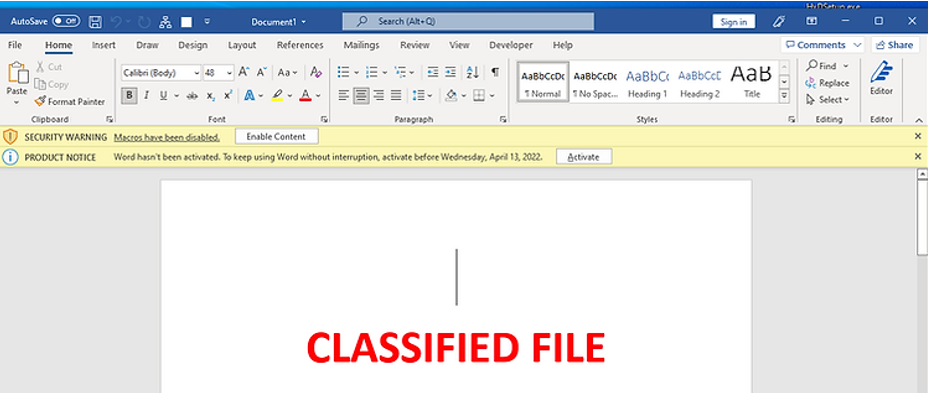 HyDSetup.exe
AutoSave Off Document1 Search (Alt+Q) Sign in
File Home Insert Draw Design Layout References Mailings Review View Developer Help Comments Share
Paste Cut Copy Format Painter
Calibri (Body) 48 A A Aa A
B I U ab x₂ x² A A
AaBbCcDc AaBbCcDc AaBbCc AaBbCcE AaB
¶ Normal ¶ No Spac... Heading 1 Heading 2 Title
Find Replace Select Editor
Clipboard Font Paragraph Styles Editing Editor
SECURITY WARNING Macros have been disabled. Enable Content
PRODUCT NOTICE Word hasn't been activated. To keep using Word without interruption, activate before Wednesday, April 13, 2022. Activate
CLASSIFIED FILE